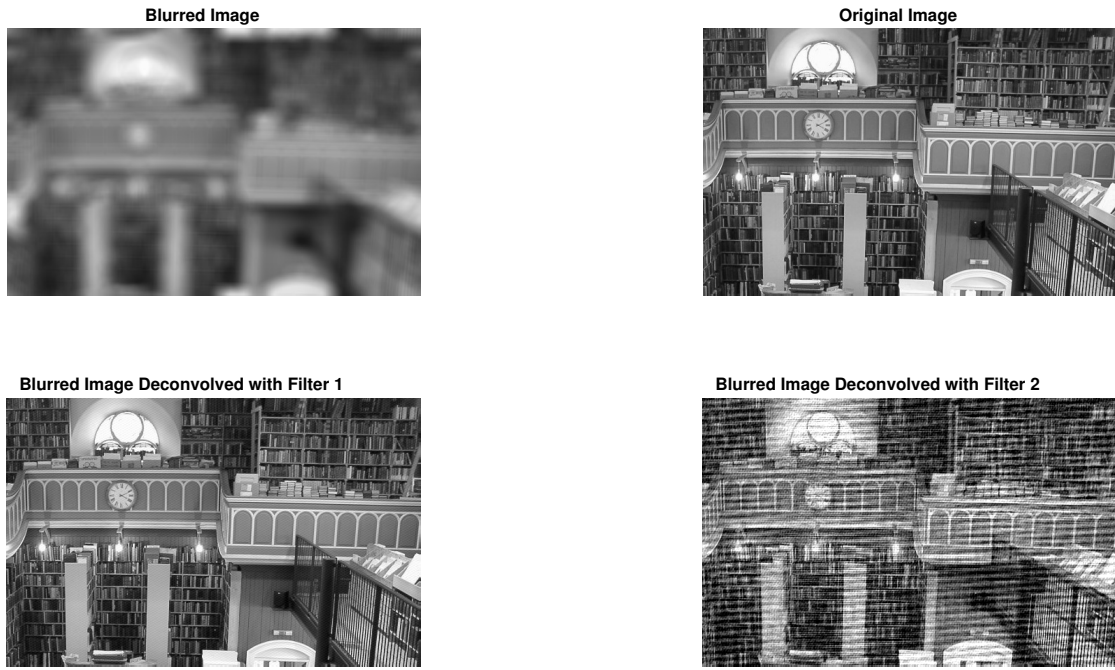 Blurred Image
Original Image
Blurred Image Deconvolved with Filter 1
Blurred Image Deconvolved with Filter 2